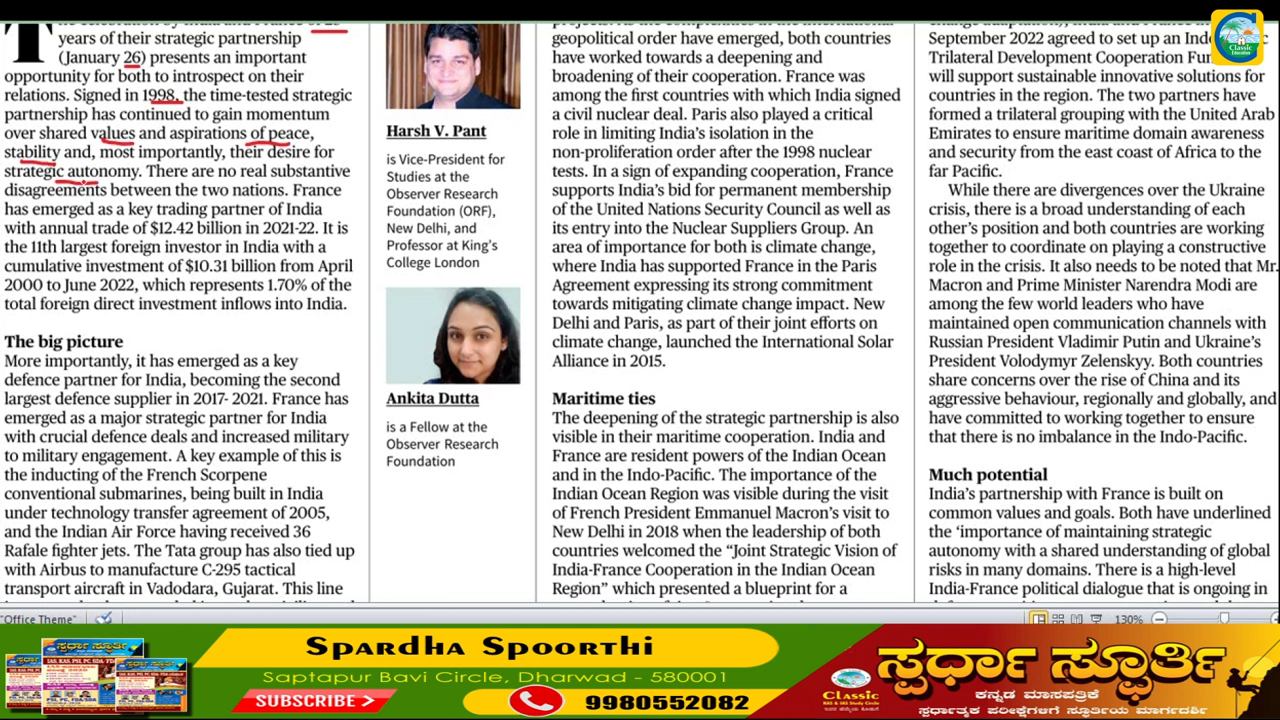 years of their strategic partnership
(January 26) presents an important
opportunity for both to introspect on their
relations. Signed in 1998, the time-tested strategic
partnership has continued to gain momentum
over shared values and aspirations of peace,
stability and, most importantly, their desire for
strategic autonomy. There are no real substantive
disagreements between the two nations. France
has emerged as a key trading partner of India
with annual trade of $12.42 billion in 2021-22. It is
the 11th largest foreign investor in India with a
cumulative investment of $10.31 billion from April
2000 to June 2022, which represents 1.70% of the
total foreign direct investment inflows into India.
The big picture
More importantly, it has emerged as a key
defence partner for India, becoming the second
largest defence supplier in 2017- 2021. France has
emerged as a major strategic partner for India
with crucial defence deals and increased military
to military engagement. A key example of this is
the inducting of the French Scorpene
conventional submarines, being built in India
under technology transfer agreement of 2005,
and the Indian Air Force having received 36
Rafale fighter jets. The Tata group has also tied up
with Airbus to manufacture C-295 tactical
transport aircraft in Vadodara, Gujarat. This line
Harsh V. Pant
is Vice-President for
Studies at the
Observer Research
Foundation (ORF),
New Delhi, and
Professor at King's
College London
Ankita Dutta
is a Fellow at the
Observer Research
Foundation
geopolitical order have emerged, both countries
have worked towards a deepening and
broadening of their cooperation. France was
among the first countries with which India signed
a civil nuclear deal. Paris also played a critical
role in limiting India's isolation in the
non-proliferation order after the 1998 nuclear
tests. In a sign of expanding cooperation, France
supports India's bid for permanent membership
of the United Nations Security Council as well as
its entry into the Nuclear Suppliers Group. An
area of importance for both is climate change,
where India has supported France in the Paris
Agreement expressing its strong commitment
towards mitigating climate change impact. New
Delhi and Paris, as part of their joint efforts on
climate change, launched the International Solar
Alliance in 2015.
Maritime ties
The deepening of the strategic partnership is also
visible in their maritime cooperation. India and
France are resident powers of the Indian Ocean
and in the Indo-Pacific. The importance of the
Indian Ocean Region was visible during the visit
of French President Emmanuel Macron's visit to
New Delhi in 2018 when the leadership of both
countries welcomed the "Joint Strategic Vision of
India-France Cooperation in the Indian Ocean
Region" which presented a blueprint for a
September 2022 agreed to set up an
Trilateral Development Cooperation
will support sustainable innovative solutions for
countries in the region. The two partners have
formed a trilateral grouping with the United Arab
Emirates to ensure maritime domain awareness
and security from the east coast of Africa to the
far Pacific.
While there are divergences over the Ukraine
crisis, there is a broad understanding of each
other's position and both countries are working
together to coordinate on playing a constructive
role in the crisis. It also needs to be noted that Mr.
Macron and Prime Minister Narendra Modi are
among the few world leaders who have
maintained open communication channels with
Russian President Vladimir Putin and Ukraine's
President Volodymyr Zelenskyy. Both countries
share concerns over the rise of China and its
aggressive behaviour, regionally and globally, and
have committed to working together to ensure
that there is no imbalance in the Indo-Pacific.
Much potential
India's partnership with France is built on
common values and goals. Both have underlined
the 'importance of maintaining strategic
autonomy with a shared understanding of global
risks in many domains. There is a high-level
India-France political dialogue that is ongoing in
Classic
Education
"Office Theme"
130%
Spardha Spoorthi
Saptapur Bavi Circle, Dharwad - 580001
SUBSCRIBE
9980552082
Classic
ಸ್ಪರ್ಧಾ ಸ್ಫೂರ್ತಿ
ಕನ್ನಡ ಮಾಸಪತ್ರಿಕೆ
ಸ್ಪರ್ಧಾತ್ಮಕ ಪರೀಕ್ಷೆಗಳಿಗೆ ಸ್ಫೂರ್ತಿಯ ಮಾರ್ಗದರ್ಶಿ